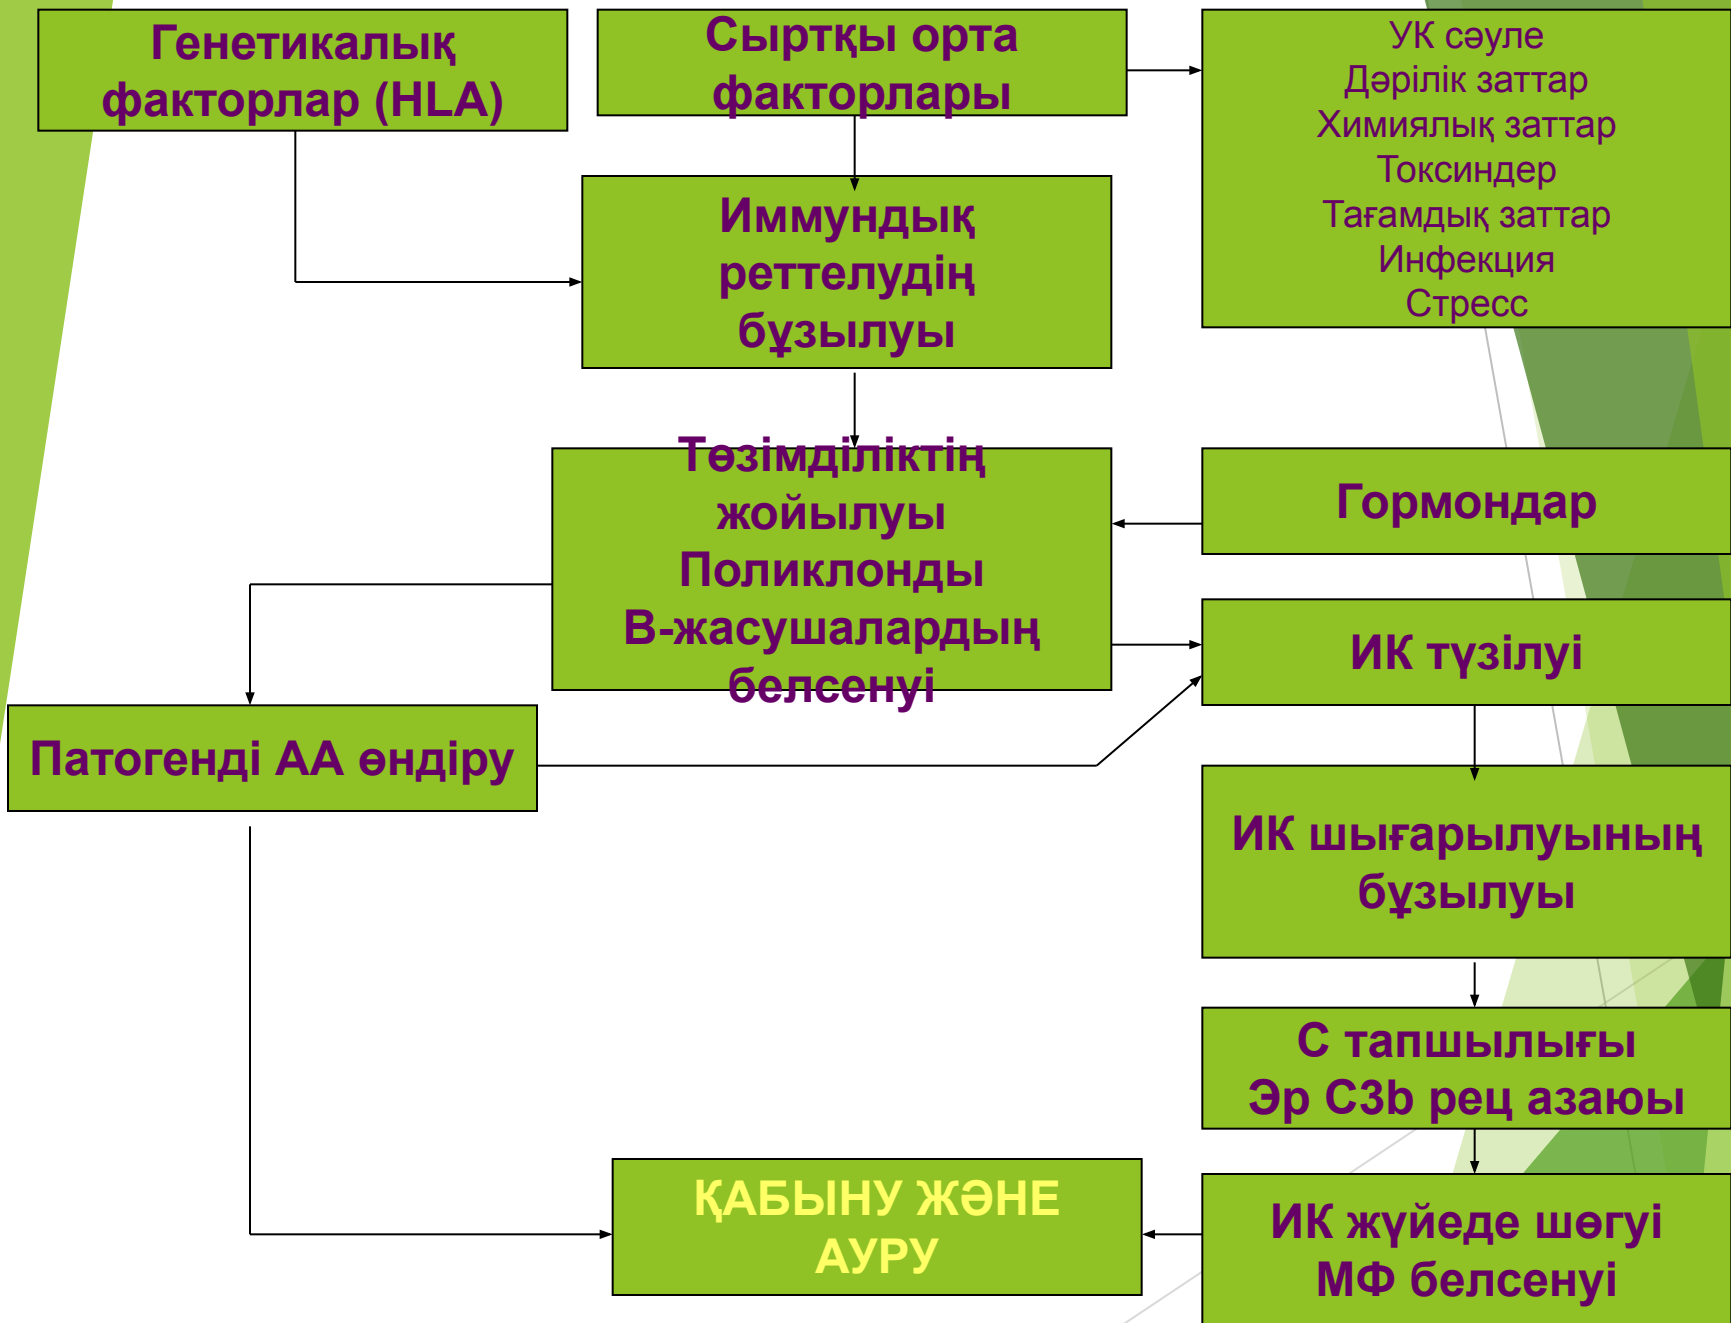 Генетикалық
факторлар (HLA)
Сыртқы орта
факторлары
УК сәуле
Дәрілік заттар
Химиялық заттар
Токсиндер
Тағамдық заттар
Инфекция
Стресс
Иммундық
реттелудің
бұзылуы
Төзімділіктің
жойылуы
Поликлонды
В-жасушалардың
белсенуі
Гормондар
ИК түзілуі
Патогенді АА өндіру
ИК шығарылуының
бұзылуы
С тапшылығы
Эр С3b рец азаюы
ҚАБЫНУ ЖӘНЕ
АУРУ
ИК жүйеде шөгуі
МФ белсенуі